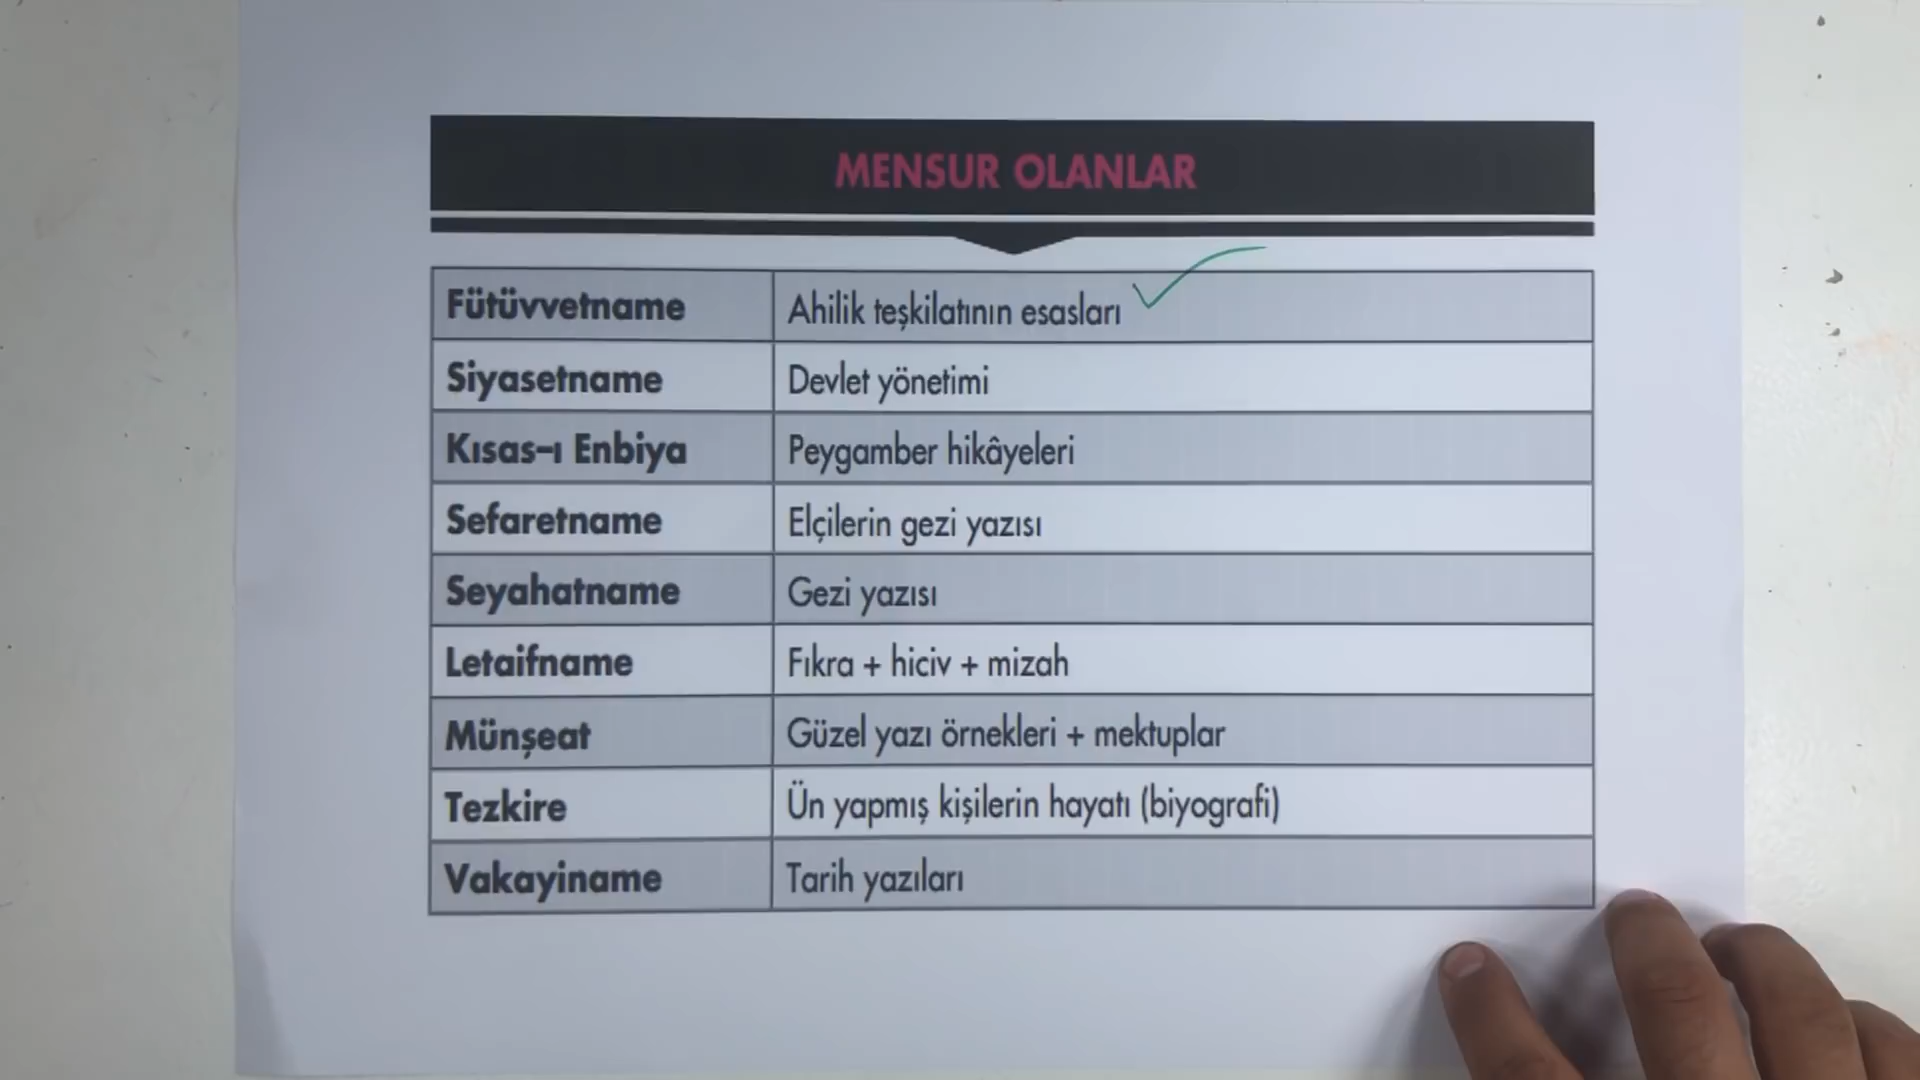 MENSUR OLANLAR
Fütüvvetname Ahilik teşkilatının esasları
Siyasetname Devlet yönetimi
Kısas-ı Enbiya Peygamber hikâyeleri
Sefaretname Elçilerin gezi yazısı
Seyahatname Gezi yazısı
Letaifname Fıkra + hiciv + mizah
Münşeat Güzel yazı örnekleri + mektuplar
Tezkire Ün yapmış kişilerin hayatı (biyografi)
Vakayiname Tarih yazıları